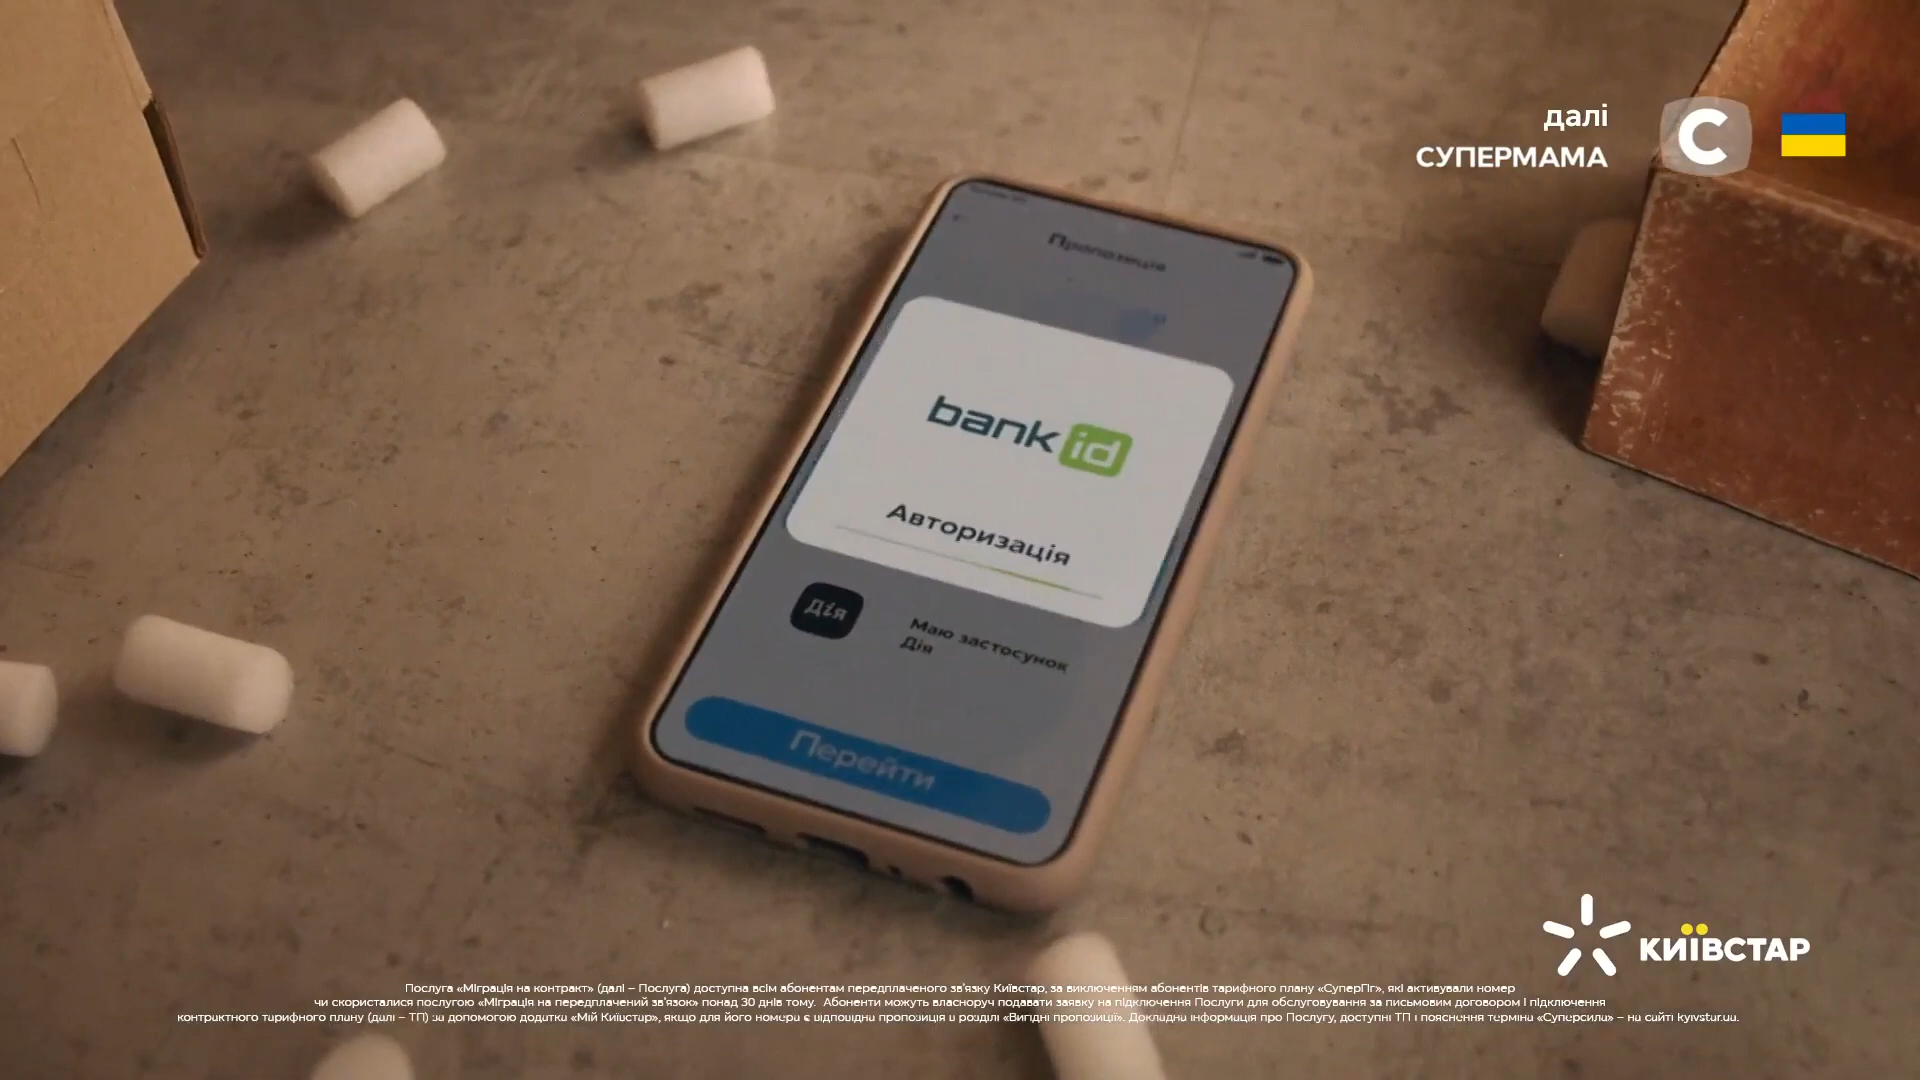 далі
СУПЕРМАМА
C
Пропозиція
bank id
Авторизація
Дія
Маю застосунок
Дія
Перейти
КИЇВСТАР
Послуга «Міграція на контракт» (далі – Послуга) доступна всім абонентам передплаченого зв'язку Київстар, за виключенням абонентів тарифного плану «СуперГіг», які активували номер
чи скористалися послугою «Міграція на передплачений зв'язок» понад 30 днів тому. Абоненти можуть власноруч подавати заявку на підключення Послуги для обслуговування за письмовим договором і підключення
контрактного тарифного плану (далі – ТП) за допомогою додатка «Мій Київстар», якщо для його номера є відповідна пропозиція в розділі «Вигідні пропозиції». Докладна інформація про Послугу, доступні ТП і пояснення терміна «Суперсили» – на сайті kyivstar.ua.